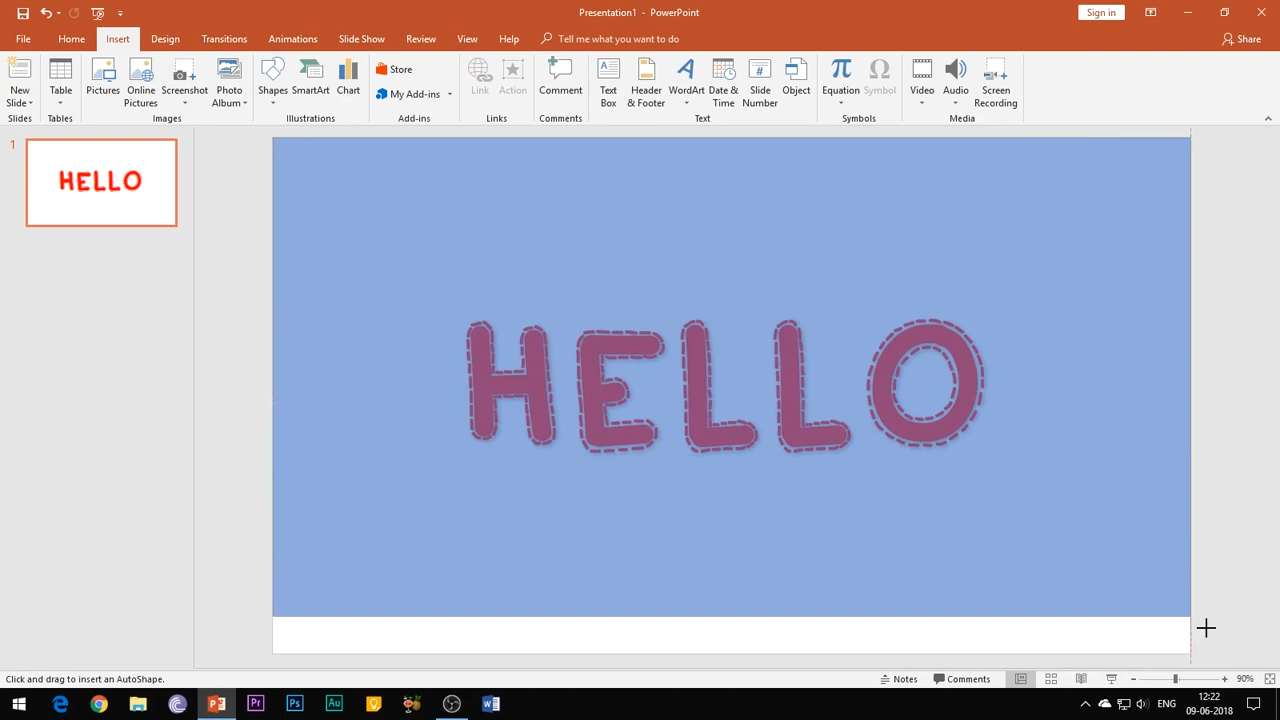 Presentation1 - PowerPoint
Sign in
File Home Insert Design Transitions Animations Slide Show Review View Help Tell me what you want to do Share
New Slide
Table
Pictures
Online Pictures
Screenshot
Photo Album
Shapes
SmartArt
Chart
Store
My Add-ins
Link
Action
Comment
Text Box
Header & Footer
WordArt
Date & Time
Slide Number
Object
Equation
Symbol
Video
Audio
Screen Recording
Slides Tables Images Illustrations Add-ins Links Comments Text Symbols Media
1
HELLO
HELLO
Click and drag to insert an AutoShape.
Notes Comments 90%
ENG
12:22
09-06-2018